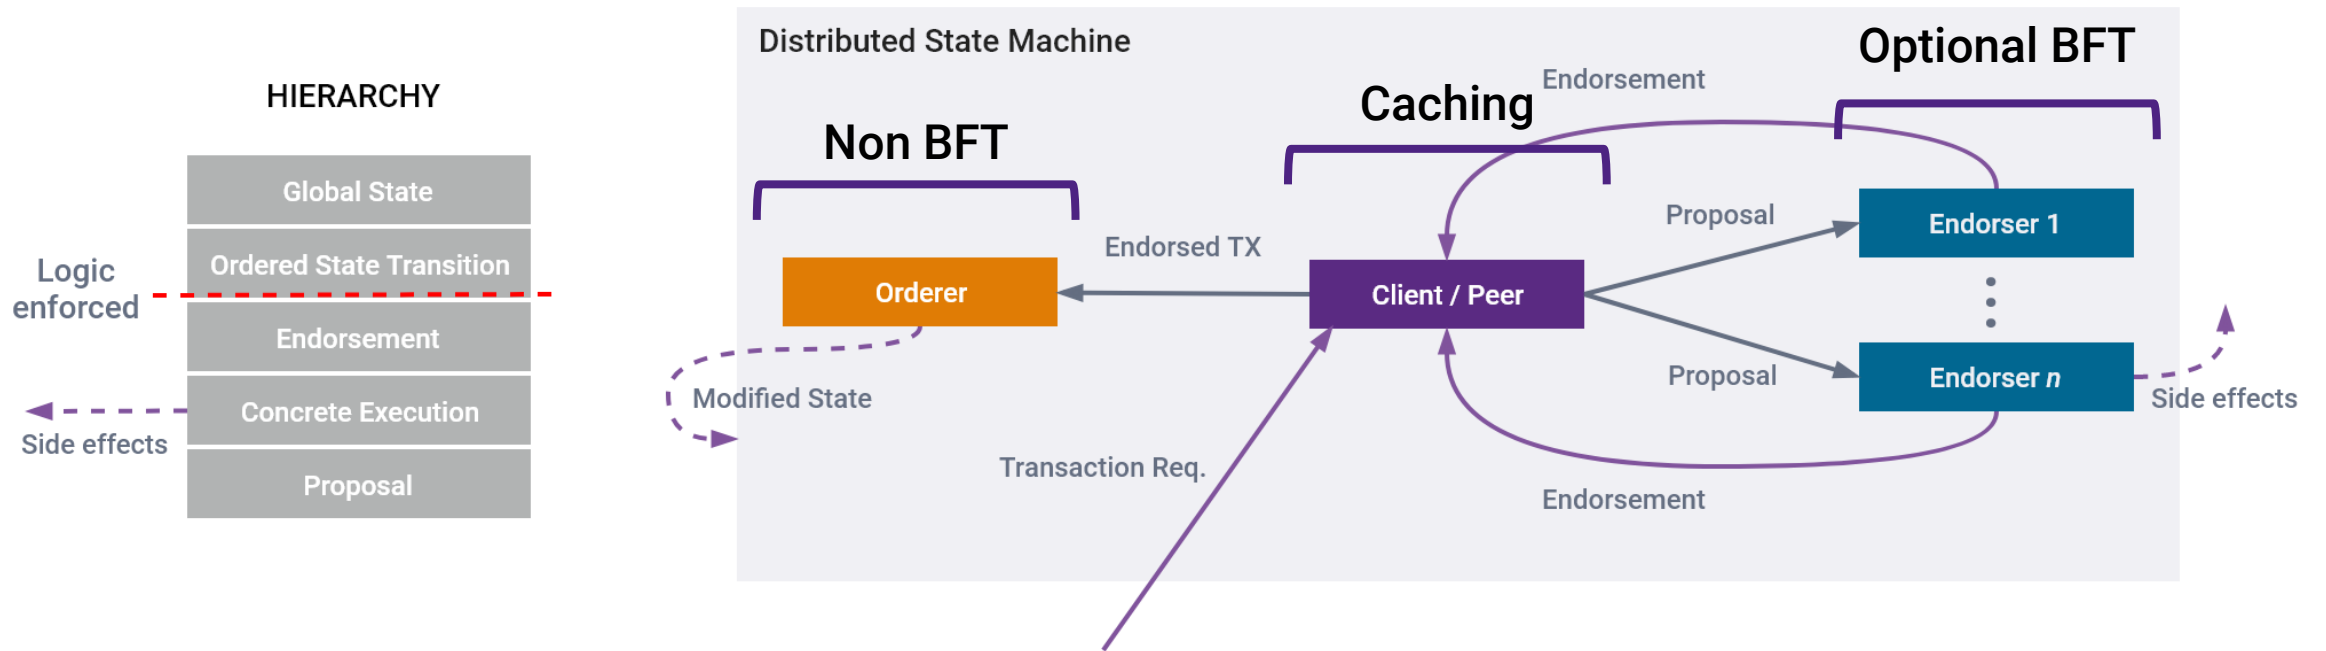 HIERARCHY
Global State
Ordered State Transition
Logic
enforced
Endorsement
Concrete Execution
Side effects
Proposal
Distributed State Machine
Optional BFT
Endorsement
Caching
Non BFT
Proposal
Endorser 1
Endorsed TX
Orderer
Client / Peer
Proposal
Endorser n
Modified State
Side effects
Transaction Req.
Endorsement